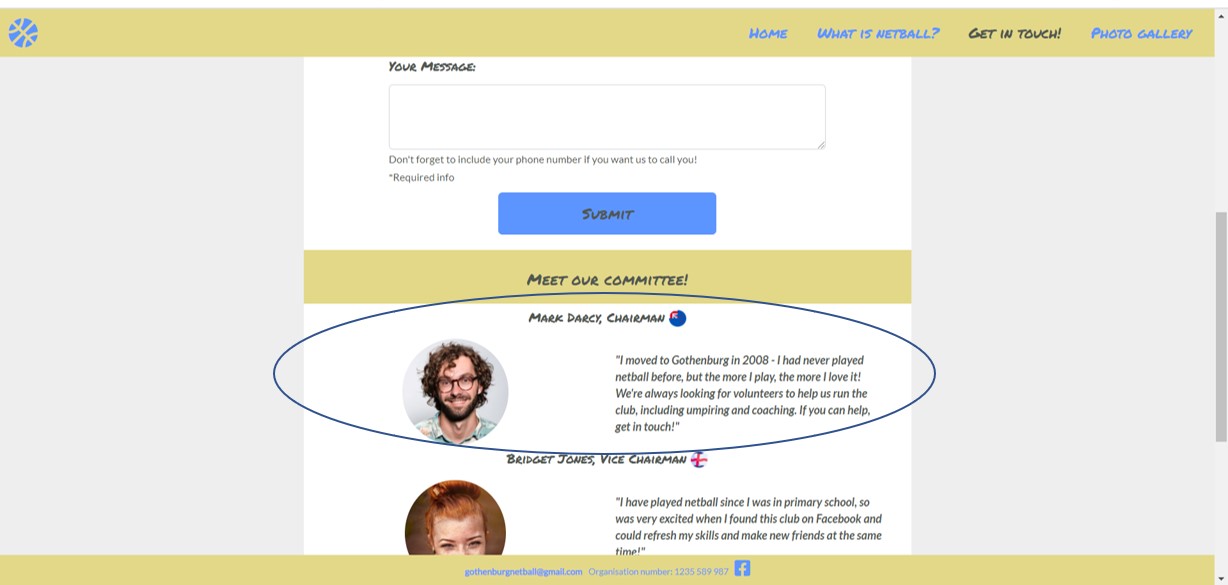 Home What is netball? Get in touch! Photo gallery
Your Message:
Don't forget to include your phone number if you want us to call you!
*Required info
Submit
Meet our committee!
Mark Darcy, Chairman
"I moved to Gothenburg in 2008 - I had never played
netball before, but the more I play, the more I love it!
We're always looking for volunteers to help us run the
club, including umpiring and coaching. If you can help,
get in touch!"
Bridget Jones, Vice Chairman
"I have played netball since I was in primary school, so
was very excited when I found this club on Facebook and
could refresh my skills and make new friends at the same
time!"
gothenburgnetball@gmail.com Organisation number: 1235 589 987